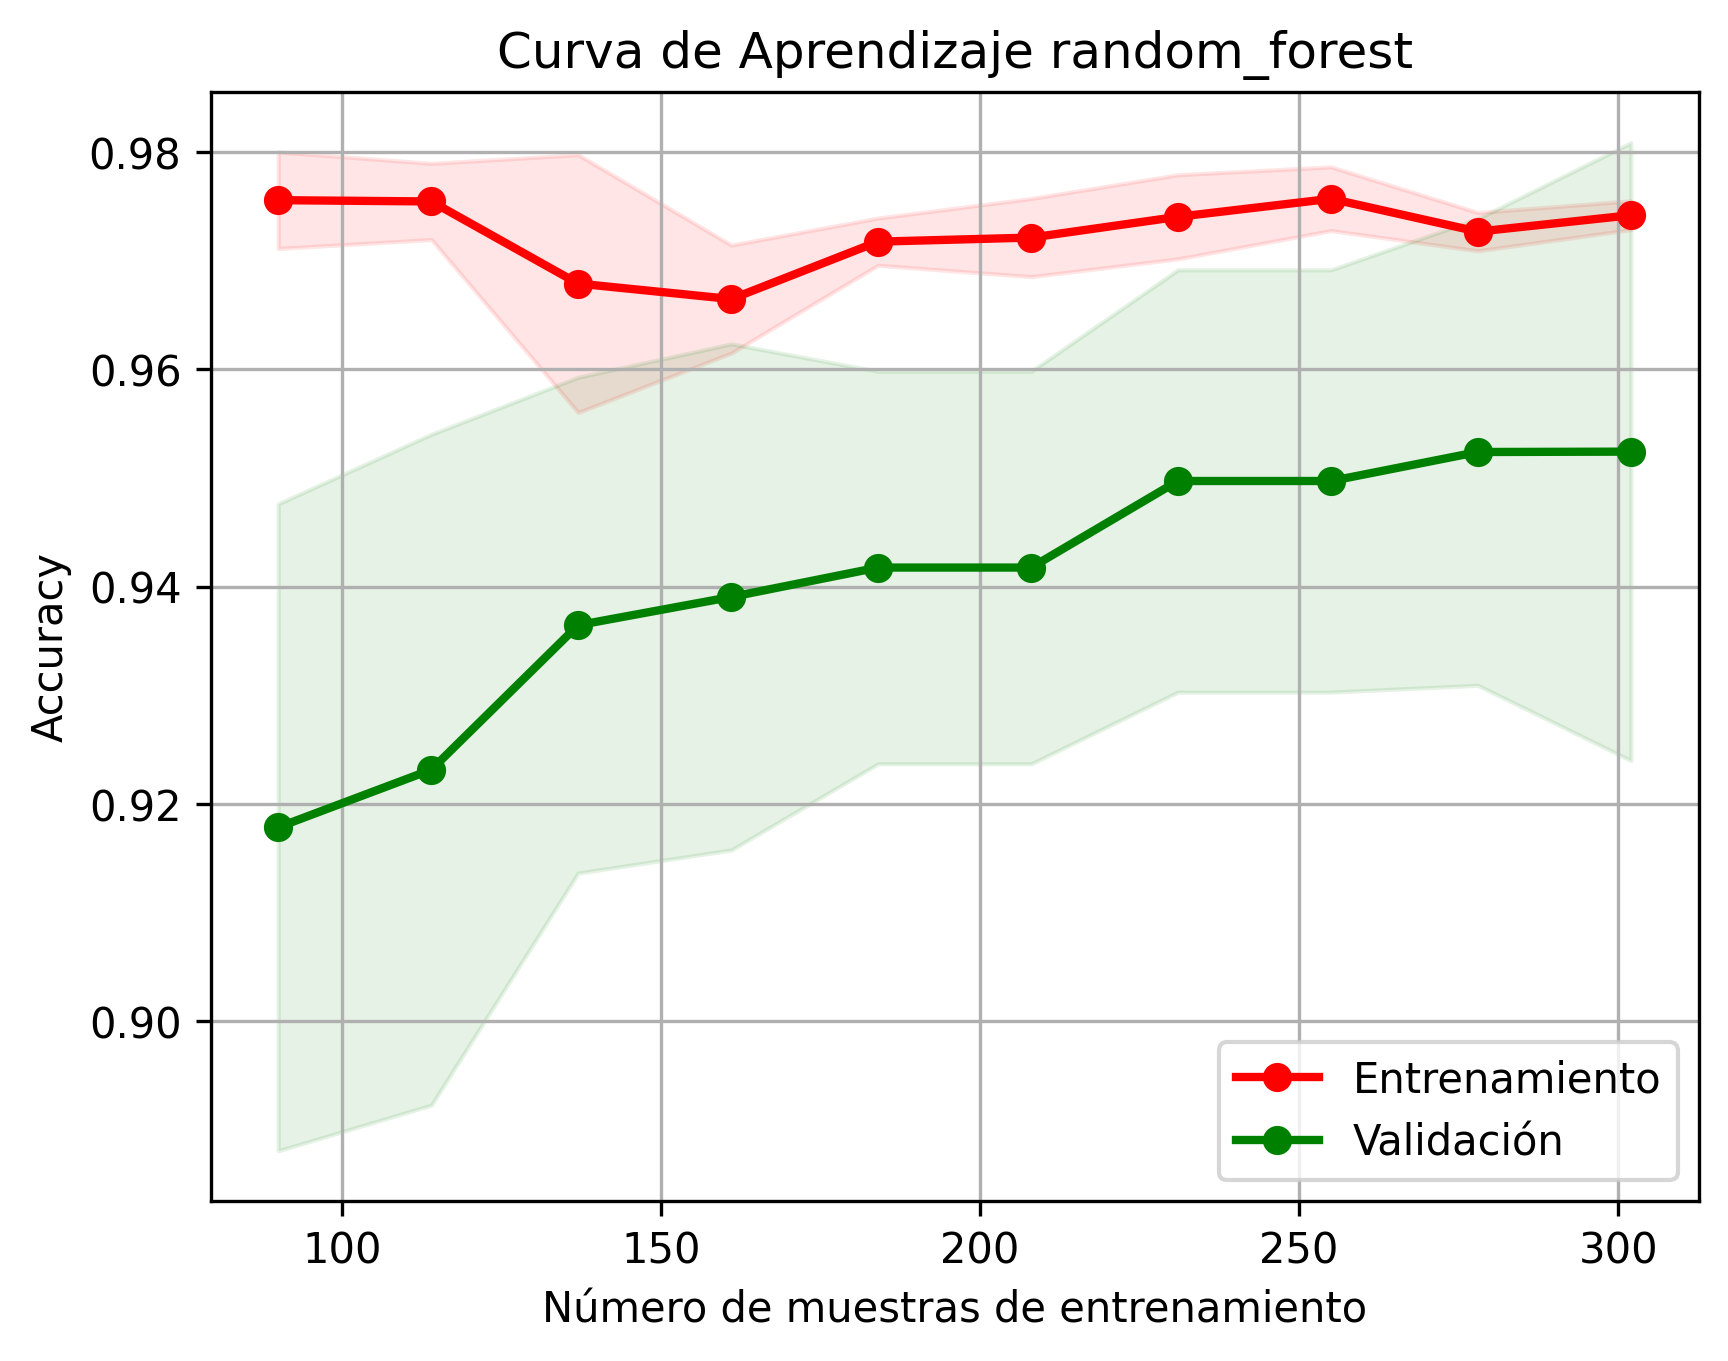 Curva de Aprendizaje random_forest
0.98
0.96
0.94
0.92
0.90
Accuracy
Entrenamiento
Validación
100 150 200 250 300
Número de muestras de entrenamiento